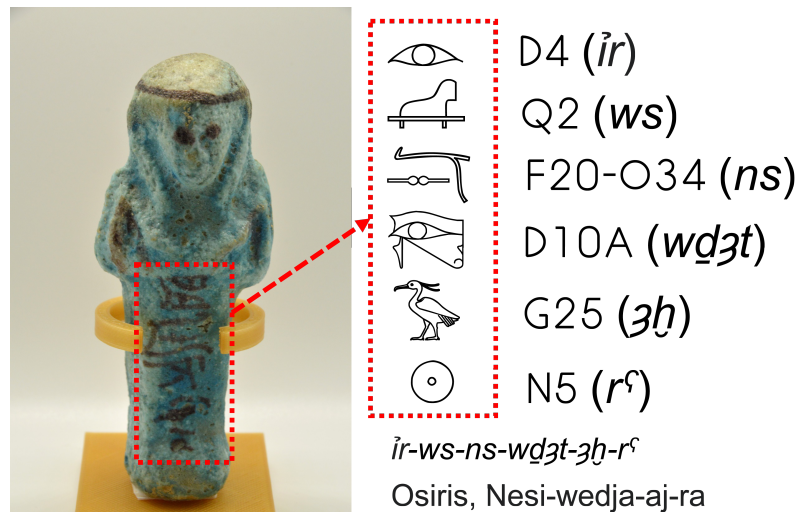 D4 (ỉr)
Q2 (ws)
F20-O34 (ns)
D10A (wḏꜣt)
G25 (ꜣḫ)
N5 (rꜥ)
ỉr-ws-ns-wḏꜣt-ꜣḫ-rꜥ
Osiris, Nesi-wedja-aj-ra